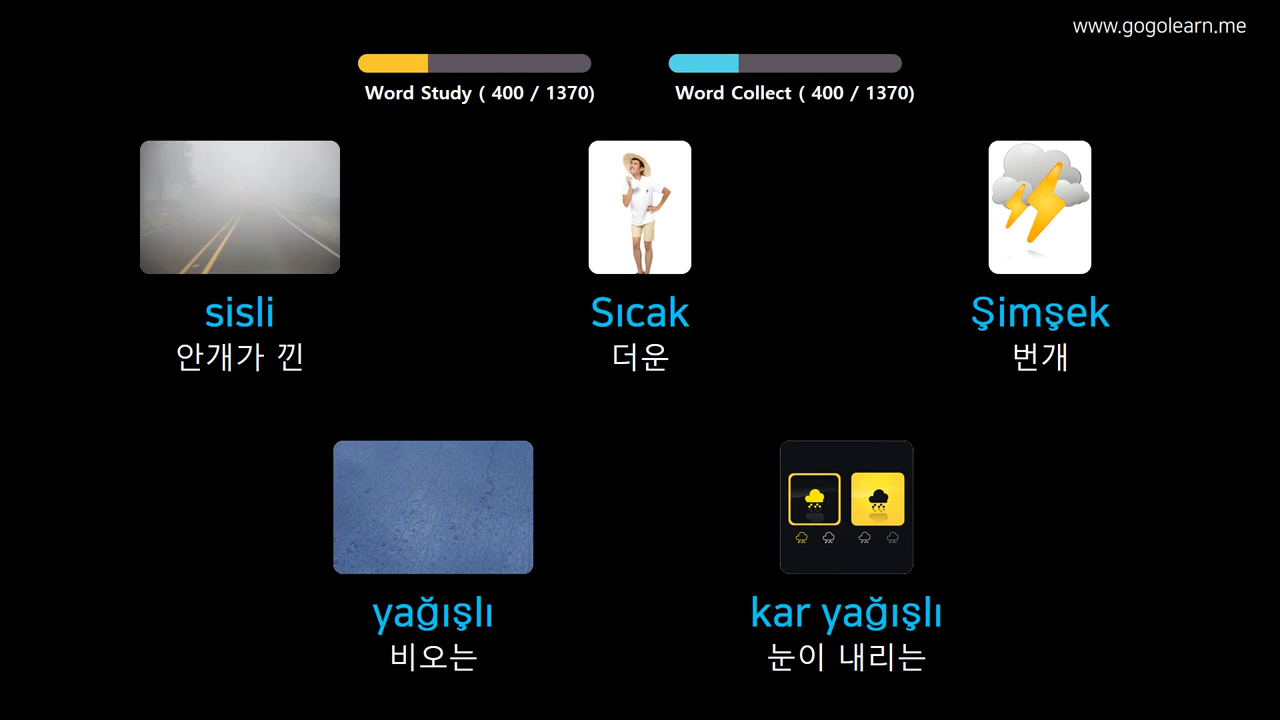 www.gogolearn.me
Word Study ( 400 / 1370)
Word Collect ( 400 / 1370)
sisli
안개가 낀
Sıcak
더운
Şimşek
번개
yağışlı
비오는
kar yağışlı
눈이 내리는